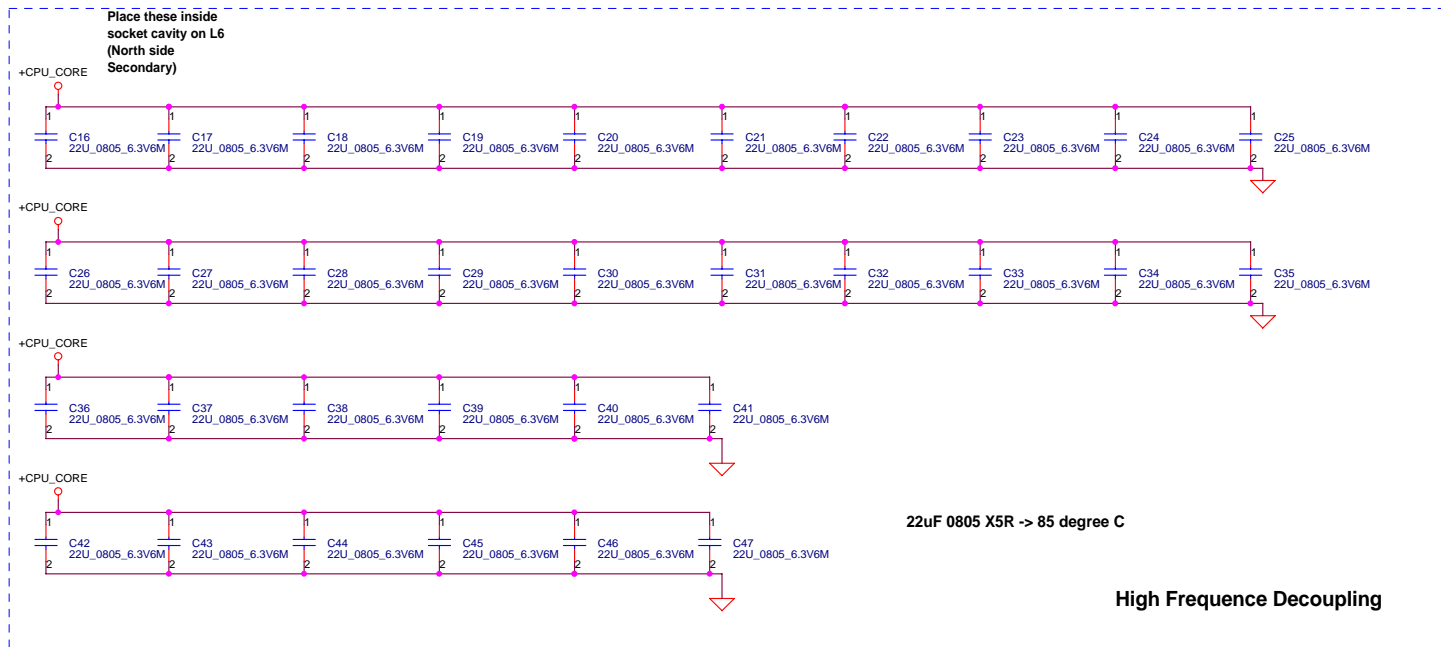 Place these inside
socket cavity on L6
(North side
Secondary)
+CPU_CORE
1 1 1 1 1 1 1 1 1 1
C16 C17 C18 C19 C20 C21 C22 C23 C24 C25
22U_0805_6.3V6M 22U_0805_6.3V6M 22U_0805_6.3V6M 22U_0805_6.3V6M 22U_0805_6.3V6M 22U_0805_6.3V6M 22U_0805_6.3V6M 22U_0805_6.3V6M 22U_0805_6.3V6M 22U_0805_6.3V6M
2 2 2 2 2 2 2 2 2 2
+CPU_CORE
1 1 1 1 1 1 1 1 1 1
C26 C27 C28 C29 C30 C31 C32 C33 C34 C35
22U_0805_6.3V6M 22U_0805_6.3V6M 22U_0805_6.3V6M 22U_0805_6.3V6M 22U_0805_6.3V6M 22U_0805_6.3V6M 22U_0805_6.3V6M 22U_0805_6.3V6M 22U_0805_6.3V6M 22U_0805_6.3V6M
2 2 2 2 2 2 2 2 2 2
+CPU_CORE
1 1 1 1 1 1
C36 C37 C38 C39 C40 C41
22U_0805_6.3V6M 22U_0805_6.3V6M 22U_0805_6.3V6M 22U_0805_6.3V6M 22U_0805_6.3V6M 22U_0805_6.3V6M
2 2 2 2 2 2
+CPU_CORE
1 1 1 1 1 1
C42 C43 C44 C45 C46 C47
22U_0805_6.3V6M 22U_0805_6.3V6M 22U_0805_6.3V6M 22U_0805_6.3V6M 22U_0805_6.3V6M 22U_0805_6.3V6M
2 2 2 2 2 2
22uF 0805 X5R -> 85 degree C
High Frequence Decoupling